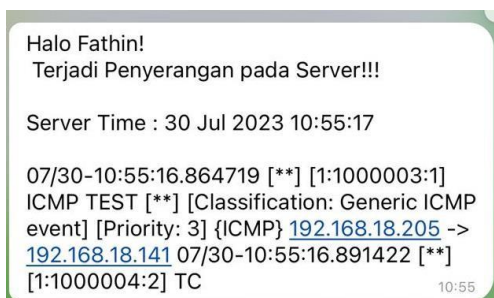 Halo Fathin!
Terjadi Penyerangan pada Server!!!
Server Time : 30 Jul 2023 10:55:17
07/30-10:55:16.864719 [**] [1:1000003:1]
ICMP TEST [**] [Classification: Generic ICMP
event] [Priority: 3] {ICMP} 192.168.18.205 ->
192.168.18.141 07/30-10:55:16.891422 [**]
[1:1000004:2] TC
10:55